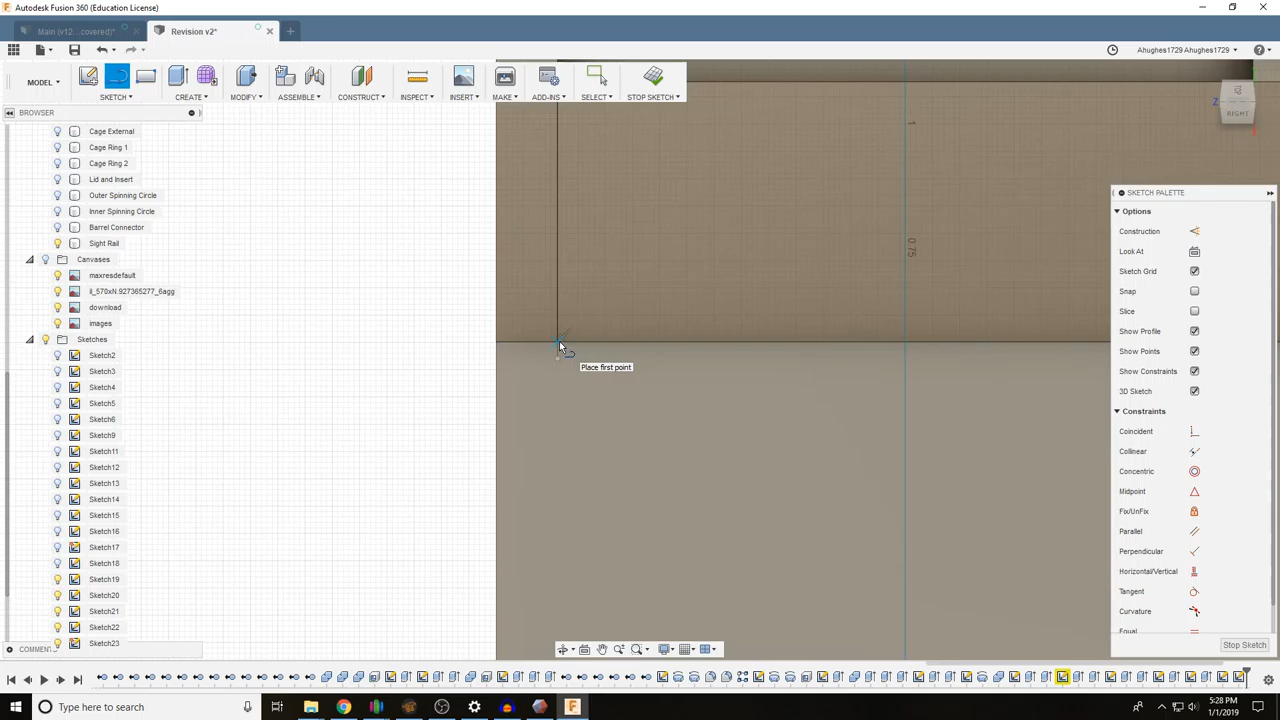 Autodesk Fusion 360 (Education License)
Main (v12...covered)*
Revision v2*
Ahughes1729 Ahughes1729
MODEL
SKETCH
CREATE
MODIFY
ASSEMBLE
CONSTRUCT
INSPECT
INSERT
MAKE
ADD-INS
SELECT
STOP SKETCH
BROWSER
Cage External
Cage Ring 1
Cage Ring 2
Lid and Insert
Outer Spinning Circle
Inner Spinning Circle
Barrel Connector
Sight Rail
Canvases
maxresdefault
il_570xN.927365277_6agg
download
images
Sketches
Sketch2
Sketch3
Sketch4
Sketch5
Sketch6
Sketch9
Sketch11
Sketch12
Sketch13
Sketch14
Sketch15
Sketch16
Sketch17
Sketch18
Sketch19
Sketch20
Sketch21
Sketch22
Sketch23
1
0.75
Place first point
Z
RIGHT
SKETCH PALETTE
Options
Construction
Look At
Sketch Grid
Snap
Slice
Show Profile
Show Points
Show Constraints
3D Sketch
Constraints
Coincident
Collinear
Concentric
Midpoint
Fix/UnFix
Parallel
Perpendicular
Horizontal/Vertical
Tangent
Curvature
Equal
Stop Sketch
Type here to search
5:28 PM
1/1/2019